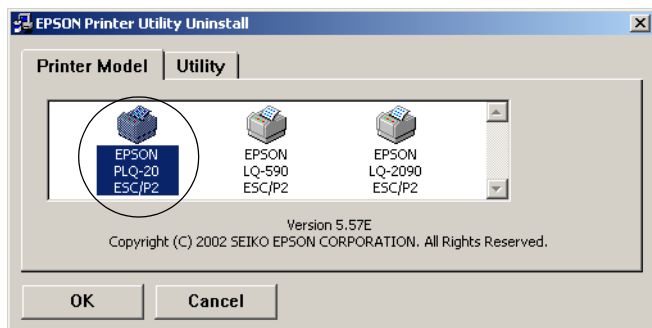 EPSON Printer Utility Uninstall
Printer Model
Utility
EPSON
PLQ-20
ESC/P2
EPSON
LQ-590
ESC/P2
EPSON
LQ-2090
ESC/P2
Version 5.57E
Copyright (C) 2002 SEIKO EPSON CORPORATION. All Rights Reserved.
OK
Cancel